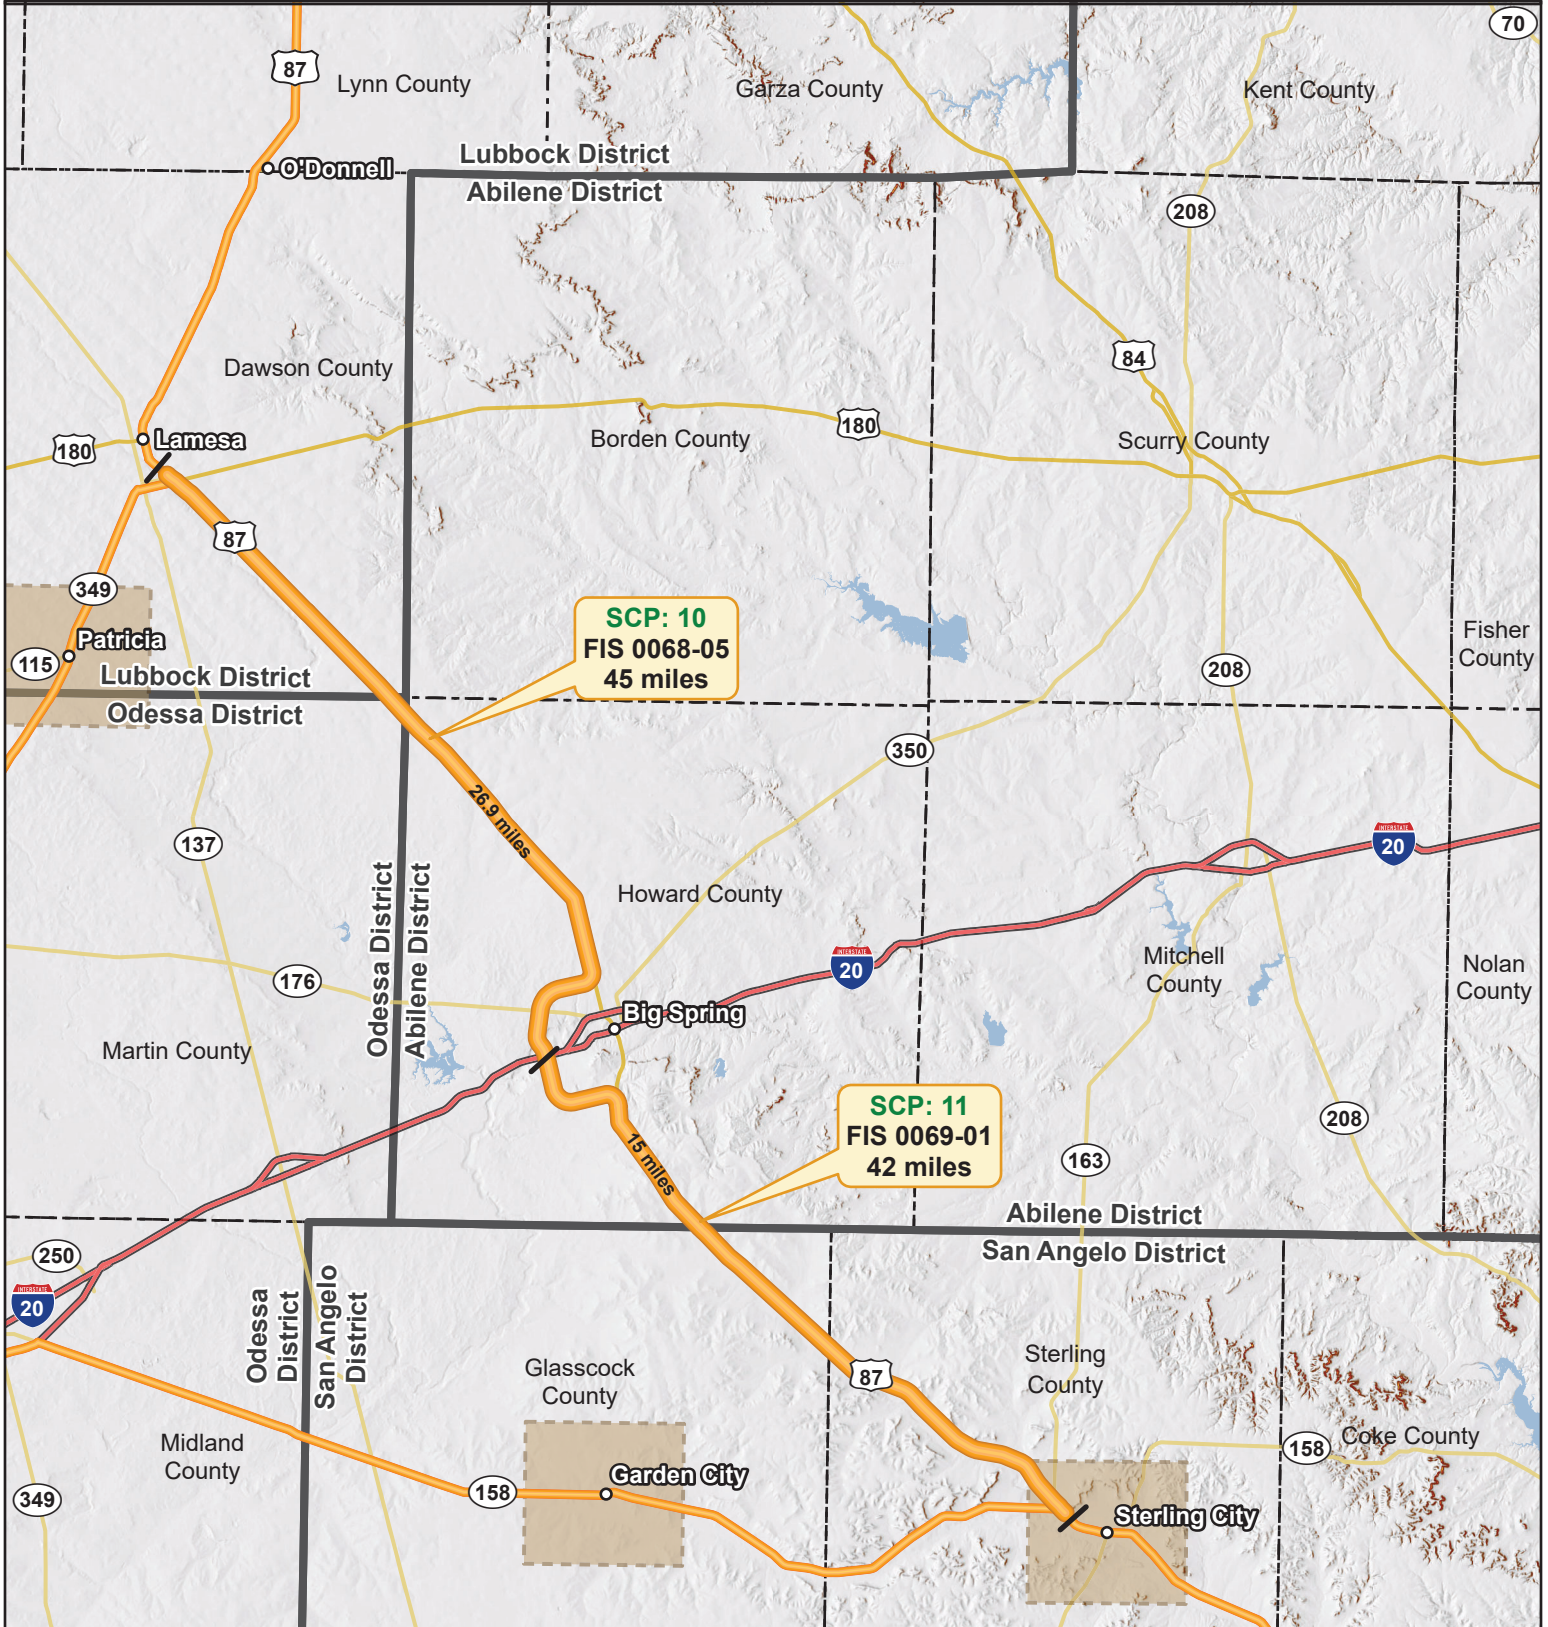 70
87
Lynn County
Garza County
Kent County
Lubbock District
O'Donnell
Abilene District
208
84
Dawson County
180
Lamesa
180
Borden County
Scurry County
87
349
SCP: 10
FIS 0068-05
45 miles
Patricia
115
Fisher
County
208
Lubbock District
Odessa District
350
26.9 miles
137
INTERSTATE
20
Odessa District
Abilene District
Howard County
INTERSTATE
20
Mitchell
County
Nolan
County
176
Big Spring
Martin County
SCP: 11
FIS 0069-01
42 miles
208
15 miles
163
Abilene District
San Angelo District
250
INTERSTATE
20
Odessa
District
San Angelo
District
Glasscock
County
87
Sterling
County
Midland
County
158
Coke County
Garden City
349
158
Sterling City